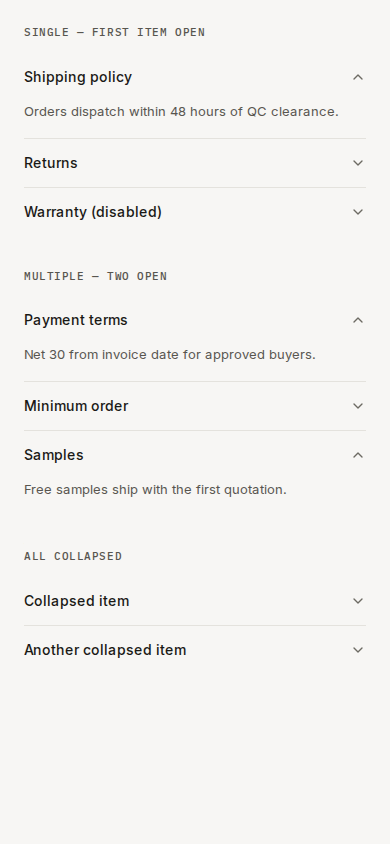 SINGLE — FIRST ITEM OPEN
Shipping policy
Orders dispatch within 48 hours of QC clearance.
Returns
Warranty (disabled)
MULTIPLE — TWO OPEN
Payment terms
Net 30 from invoice date for approved buyers.
Minimum order
Samples
Free samples ship with the first quotation.
ALL COLLAPSED
Collapsed item
Another collapsed item